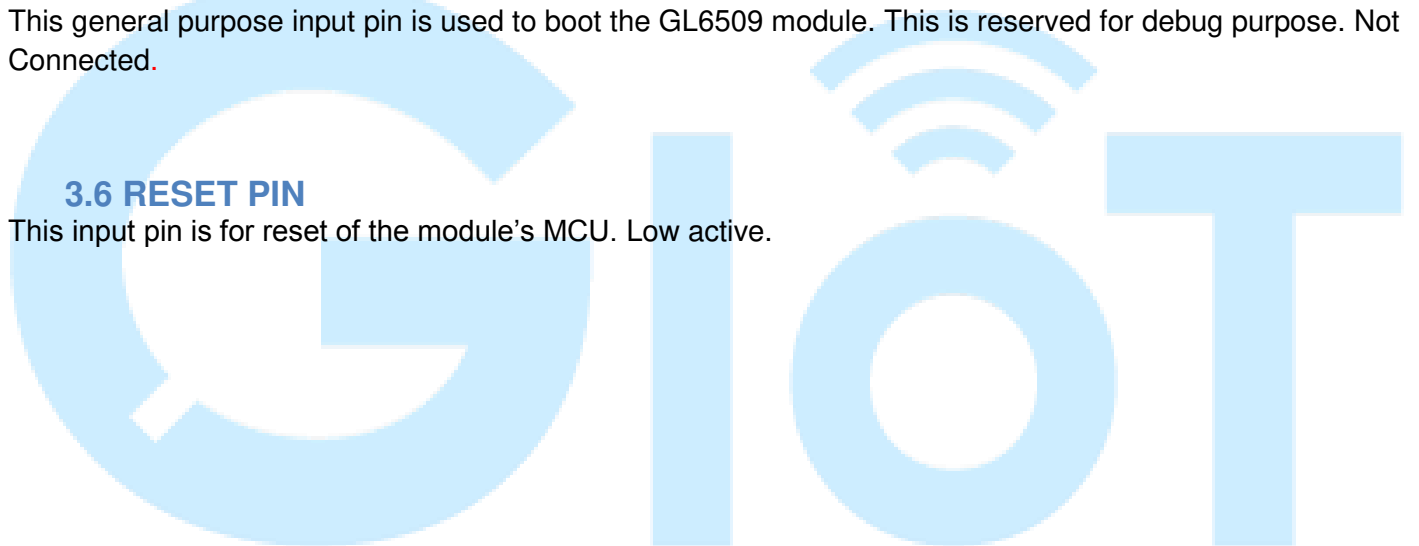 This general purpose input pin is used to boot the GL6509 module. This is reserved for debug purpose. Not
Connected.
3.6 RESET PIN
This input pin is for reset of the module's MCU. Low active.
GIoT